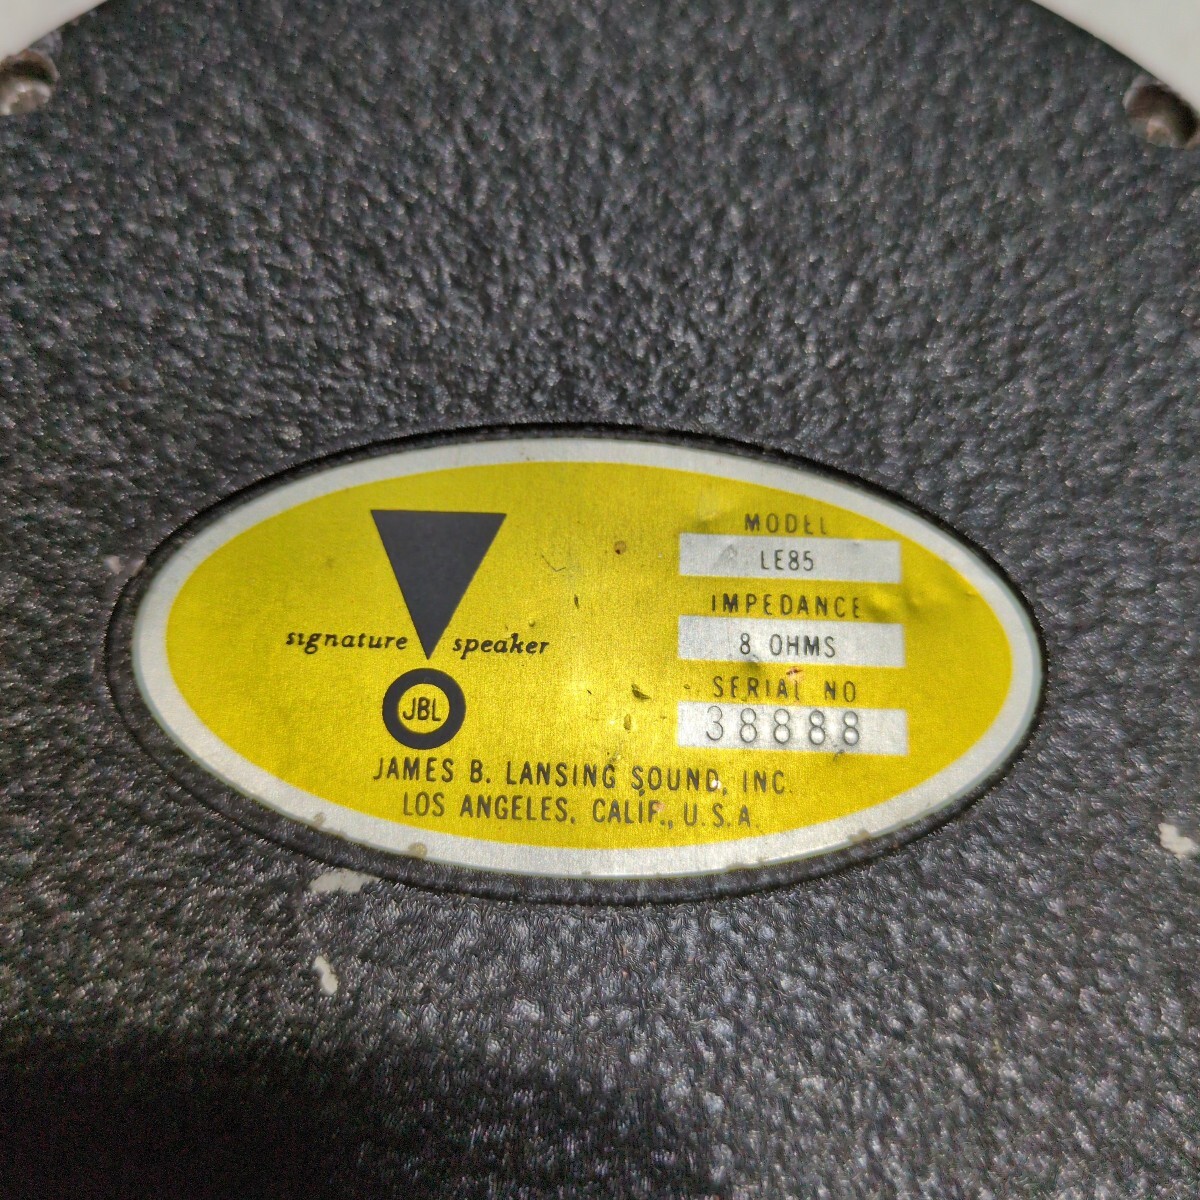 signature speaker
JBL
MODEL
LE85
IMPEDANCE
8 OHMS
SERIAL NO
38888
JAMES B. LANSING SOUND, INC.
LOS ANGELES, CALIF., U.S.A.